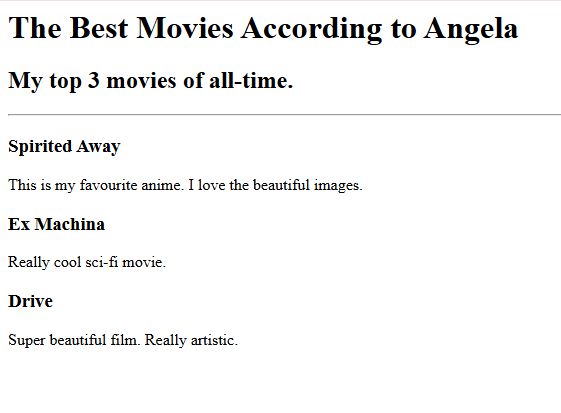 The Best Movies According to Angela
My top 3 movies of all-time.
Spirited Away
This is my favourite anime. I love the beautiful images.
Ex Machina
Really cool sci-fi movie.
Drive
Super beautiful film. Really artistic.